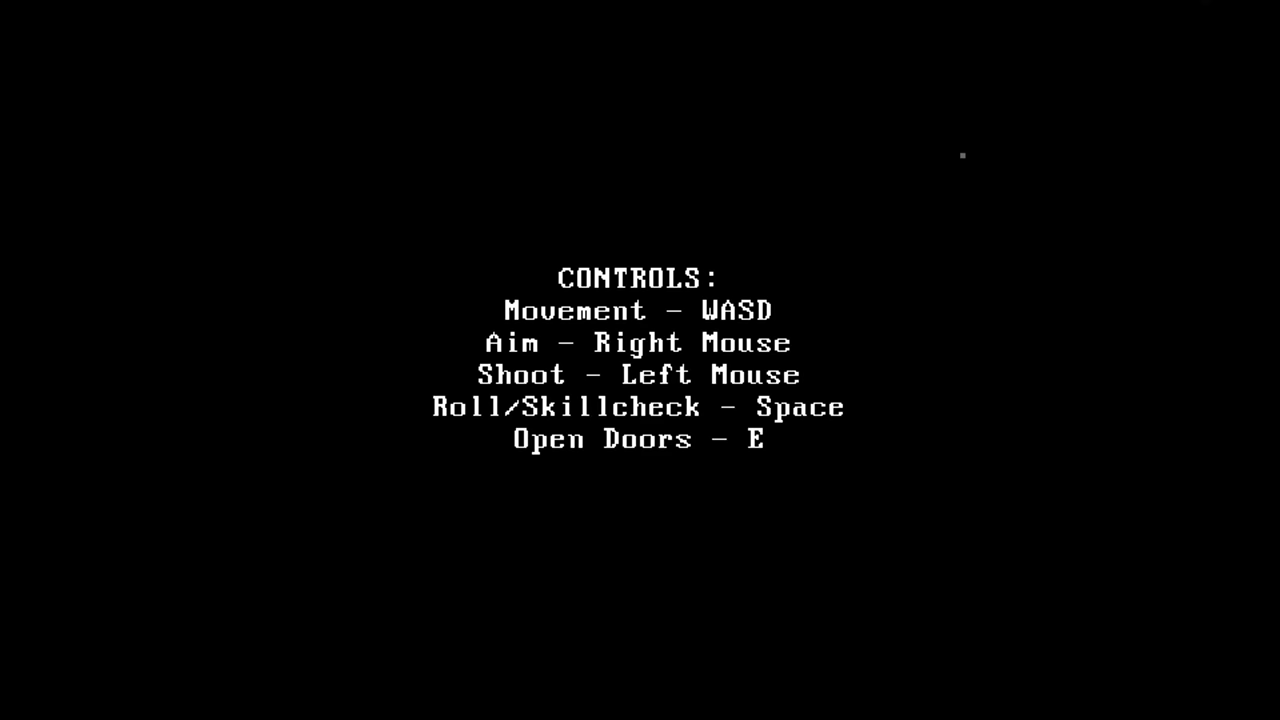 CONTROLS:
Movement - WASD
Aim - Right Mouse
Shoot - Left Mouse
Roll/Skillcheck - Space
Open Doors - E